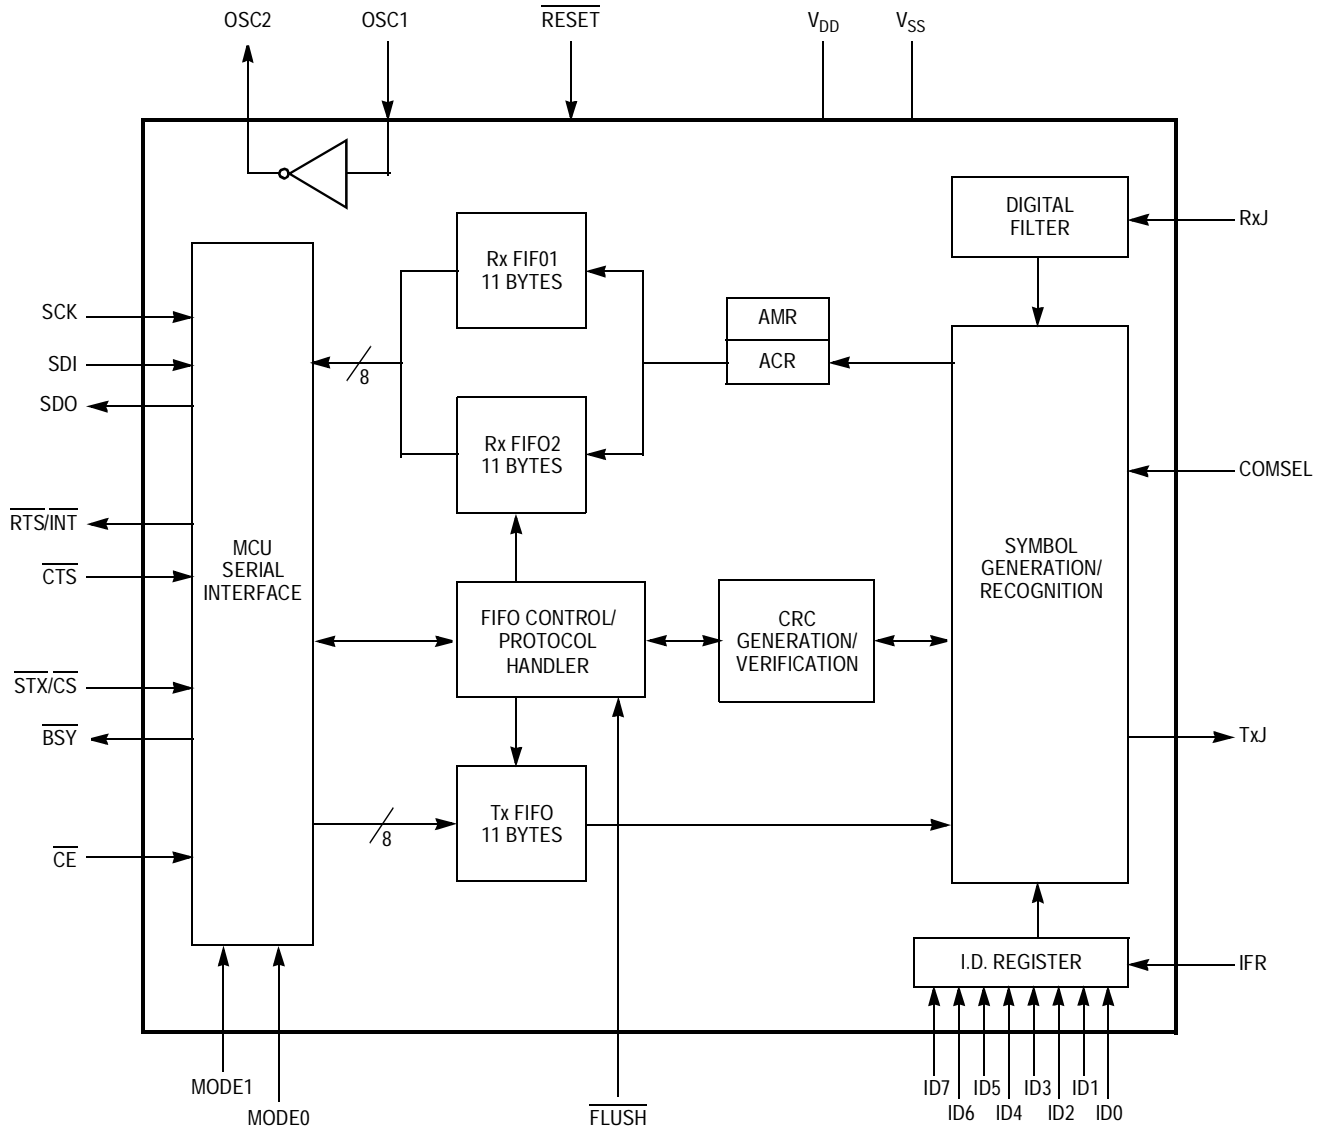 OSC2
OSC1
RESET
VDD
VSS
DIGITAL
FILTER
RxJ
Rx FIF01
11 BYTES
SCK
AMR
SDI
8
ACR
SDO
Rx FIFO2
11 BYTES
COMSEL
RTS/INT
MCU
SERIAL
INTERFACE
SYMBOL
GENERATION/
RECOGNITION
CTS
FIFO CONTROL/
PROTOCOL
HANDLER
CRC
GENERATION/
VERIFICATION
STX/CS
BSY
TxJ
Tx FIFO
11 BYTES
8
CE
I.D. REGISTER
IFR
MODE1
MODE0
FLUSH
ID7
ID6
ID5
ID4
ID3
ID2
ID1
ID0